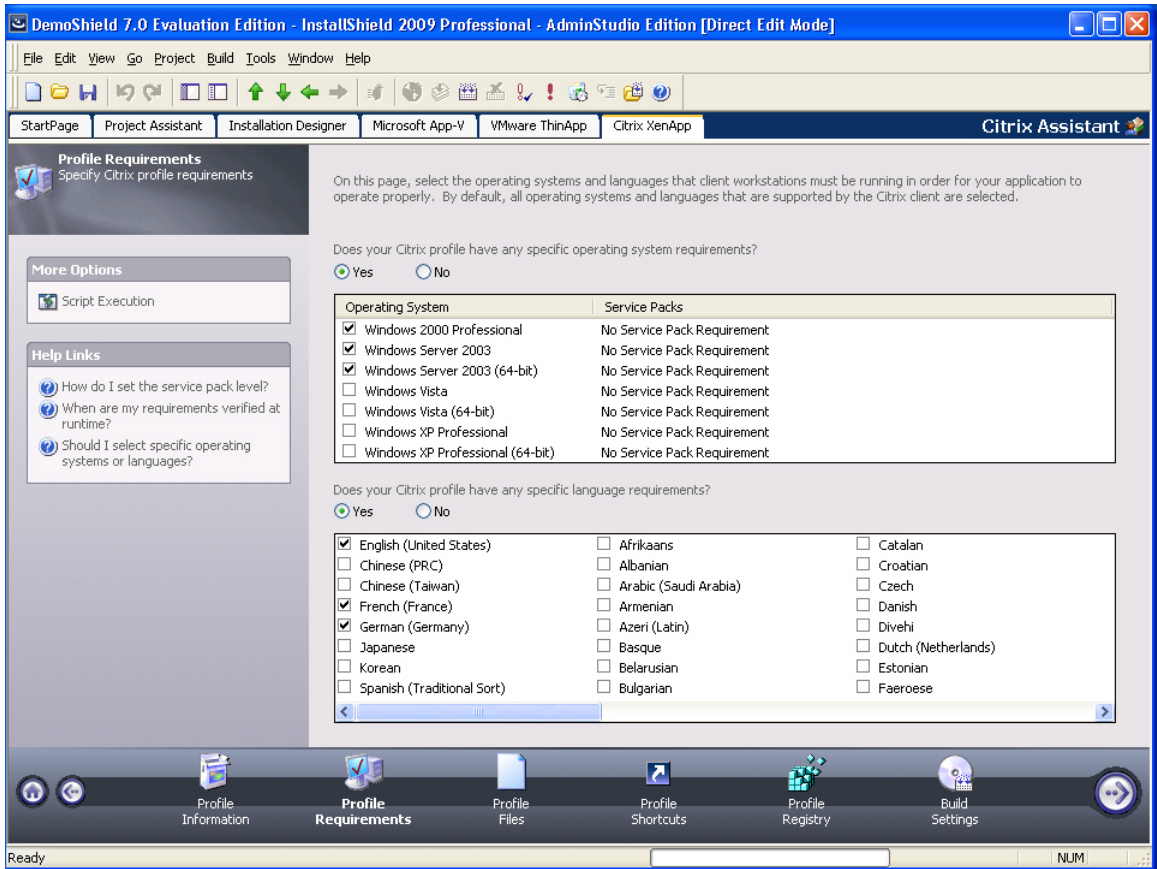 DemoShield 7.0 Evaluation Edition - InstallShield 2009 Professional - AdminStudio Edition [Direct Edit Mode]
File Edit View Go Project Build Tools Window Help
StartPage Project Assistant Installation Designer Microsoft App-V VMware ThinApp Citrix XenApp Citrix Assistant
Profile Requirements
Specify Citrix profile requirements
More Options
Script Execution
Help Links
How do I set the service pack level?
When are my requirements verified at
runtime?
Should I select specific operating
systems or languages?
On this page, select the operating systems and languages that client workstations must be running in order for your application to
operate properly. By default, all operating systems and languages that are supported by the Citrix client are selected.
Does your Citrix profile have any specific operating system requirements?
Yes No
Operating System Service Packs
Windows 2000 Professional No Service Pack Requirement
Windows Server 2003 No Service Pack Requirement
Windows Server 2003 (64-bit) No Service Pack Requirement
Windows Vista No Service Pack Requirement
Windows Vista (64-bit) No Service Pack Requirement
Windows XP Professional No Service Pack Requirement
Windows XP Professional (64-bit) No Service Pack Requirement
Does your Citrix profile have any specific language requirements?
Yes No
English (United States) Afrikaans Catalan
Chinese (PRC) Albanian Croatian
Chinese (Taiwan) Arabic (Saudi Arabia) Czech
French (France) Armenian Danish
German (Germany) Azeri (Latin) Divehi
Japanese Basque Dutch (Netherlands)
Korean Belarusian Estonian
Spanish (Traditional Sort) Bulgarian Faeroese
Profile Information
Profile Requirements
Profile Files
Profile Shortcuts
Profile Registry
Build Settings
Ready NUM